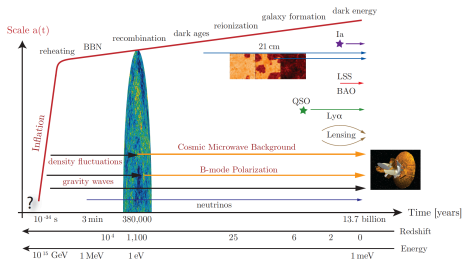 dark energy
galaxy formation
reionization
dark ages
recombination
BBN
reheating
Scale a(t)
Ia
21 cm
LSS
BAO
QSO
Lyα
Lensing
Inflation
Cosmic Microwave Background
density fluctuations
B-mode Polarization
gravity waves
neutrinos
?
Time [years]
10⁻³⁴ s
3 min
380,000
13.7 billion
Redshift
10⁴
1,100
25
6
2
0
Energy
10¹⁵ GeV
1 MeV
1 eV
1 meV